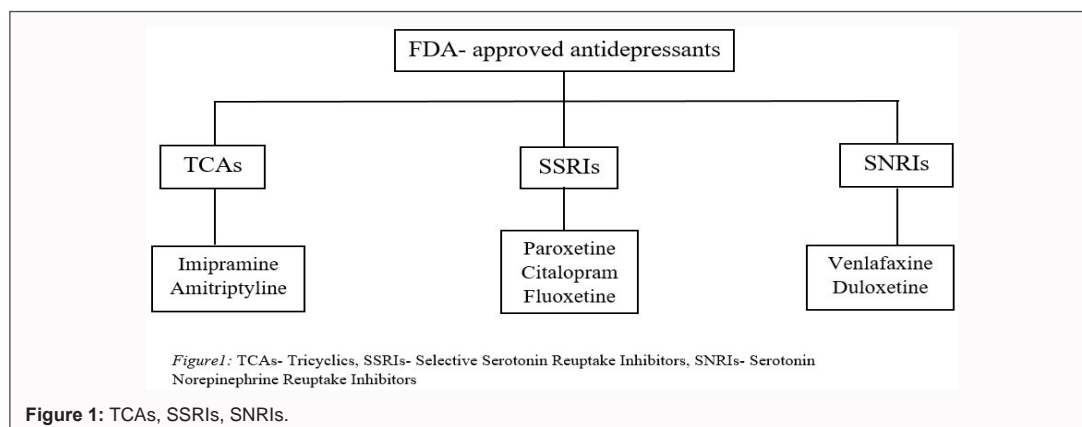 FDA- approved antidepressants
TCAs
SSRIs
SNRIs
Imipramine
Amitriptyline
Paroxetine
Citalopram
Fluoxetine
Venlafaxine
Duloxetine
Figure1: TCAs- Tricyclics, SSRIs- Selective Serotonin Reuptake Inhibitors, SNRIs- Serotonin
Norepinephrine Reuptake Inhibitors
Figure 1: TCAs, SSRIs, SNRIs.